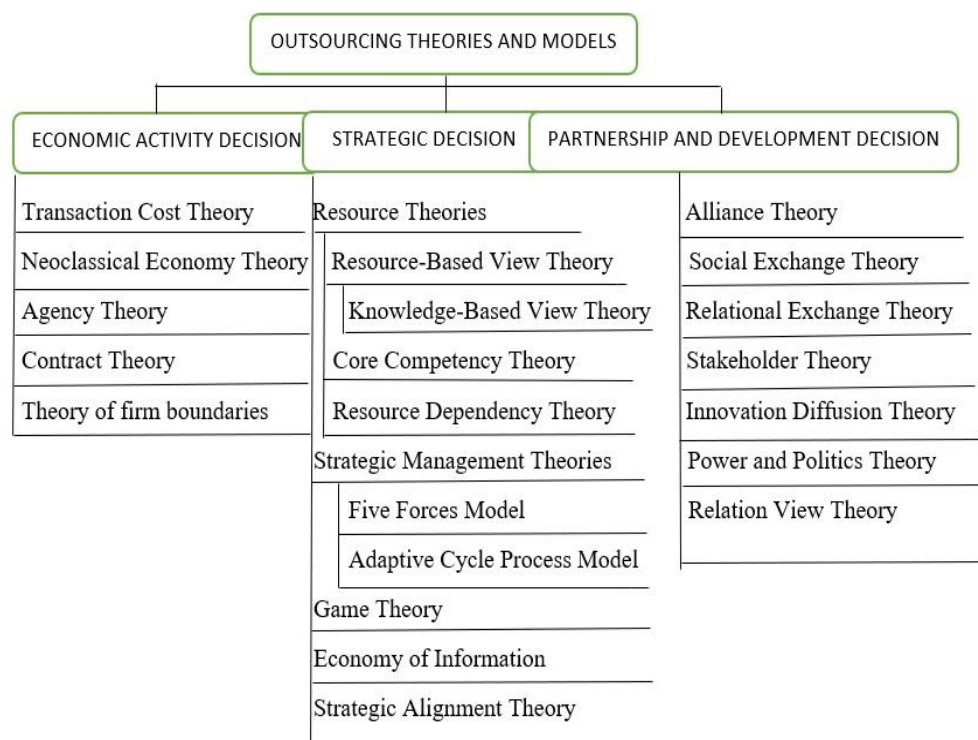 OUTSOURCING THEORIES AND MODELS
ECONOMIC ACTIVITY DECISION
Transaction Cost Theory
Neoclassical Economy Theory
Agency Theory
Contract Theory
Theory of firm boundaries
STRATEGIC DECISION
Resource Theories
Resource-Based View Theory
Knowledge-Based View Theory
Core Competency Theory
Resource Dependency Theory
Strategic Management Theories
Five Forces Model
Adaptive Cycle Process Model
Game Theory
Economy of Information
Strategic Alignment Theory
PARTNERSHIP AND DEVELOPMENT DECISION
Alliance Theory
Social Exchange Theory
Relational Exchange Theory
Stakeholder Theory
Innovation Diffusion Theory
Power and Politics Theory
Relation View Theory